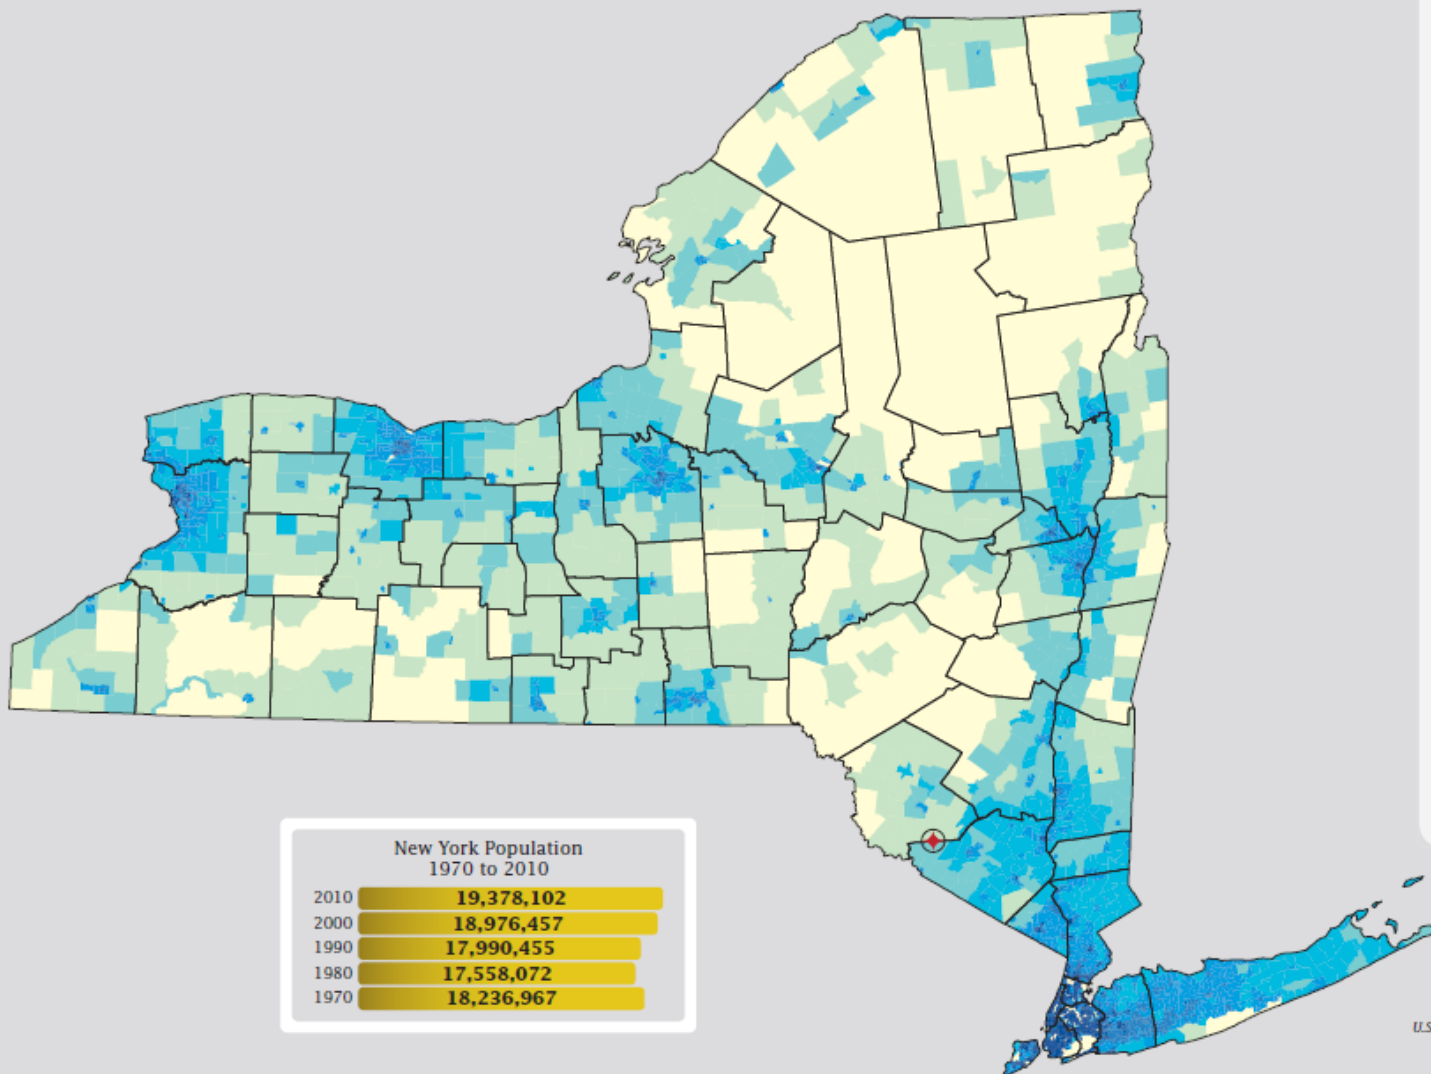 New York Population
1970 to 2010
2010 19,378,102
2000 18,976,457
1990 17,990,455
1980 17,558,072
1970 18,236,967
U.S